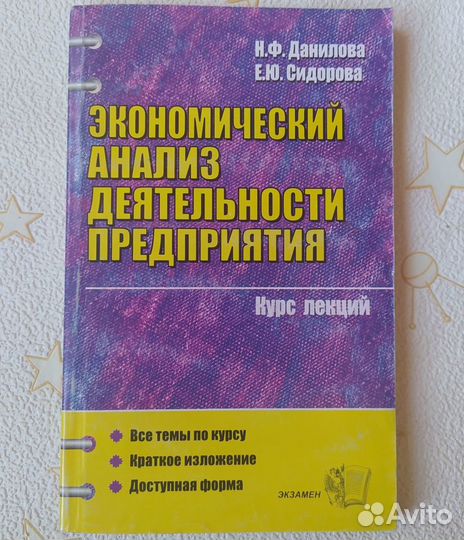 Н.Ф. Данилова
Е.Ю. Сидорова
ЭКОНОМИЧЕСКИЙ
АНАЛИЗ
ДЕЯТЕЛЬНОСТИ
ПРЕДПРИЯТИЯ
Курс лекций
Все темы по курсу
Краткое изложение
Доступная форма
ЭКЗАМЕН
Avito